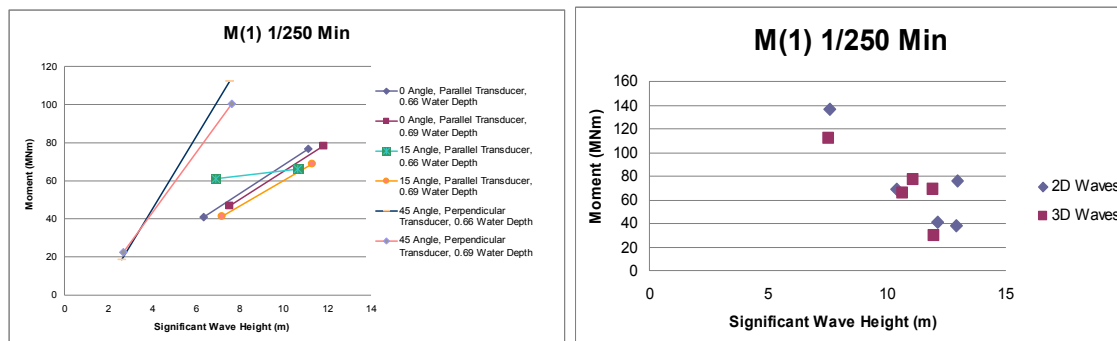 M(1) 1/250 Min
120
100
80
60
40
20
0
0 2 4 6 8 10 12 14
Moment (MNm)
Significant Wave Height (m)
0 Angle, Parallel Transducer,
0.66 Water Depth
0 Angle, Parallel Transducer,
0.69 Water Depth
15 Angle, Parallel Transducer,
0.66 Water Depth
15 Angle, Parallel Transducer,
0.69 Water Depth
45 Angle, Perpendicular
Transducer, 0.66 Water Depth
45 Angle, Perpendicular
Transducer, 0.69 Water Depth
M(1) 1/250 Min
160
140
120
100
80
60
40
20
0
0 5 10 15
Moment (MNm)
Significant Wave Height (m)
2D Waves
3D Waves